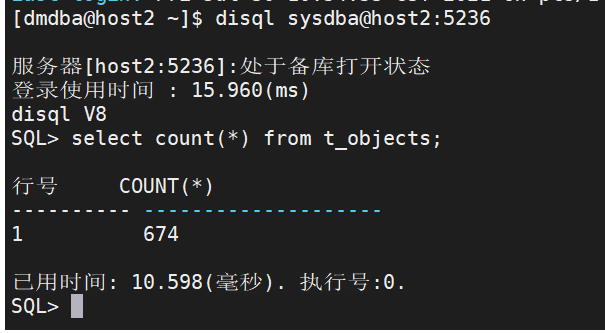 [dmdba@host2 ~]$ disql sysdba@host2:5236
服务器[host2:5236]:处于备库打开状态
登录使用时间 : 15.960(ms)
disql V8
SQL> select count(*) from t_objects;
行号 COUNT(*)
---------- --------------------
1 674
已用时间: 10.598(毫秒). 执行号:0.
SQL>